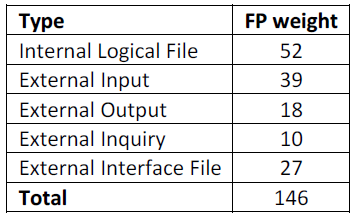 Type FP weight
Internal Logical File 52
External Input 39
External Output 18
External Inquiry 10
External Interface File 27
Total 146